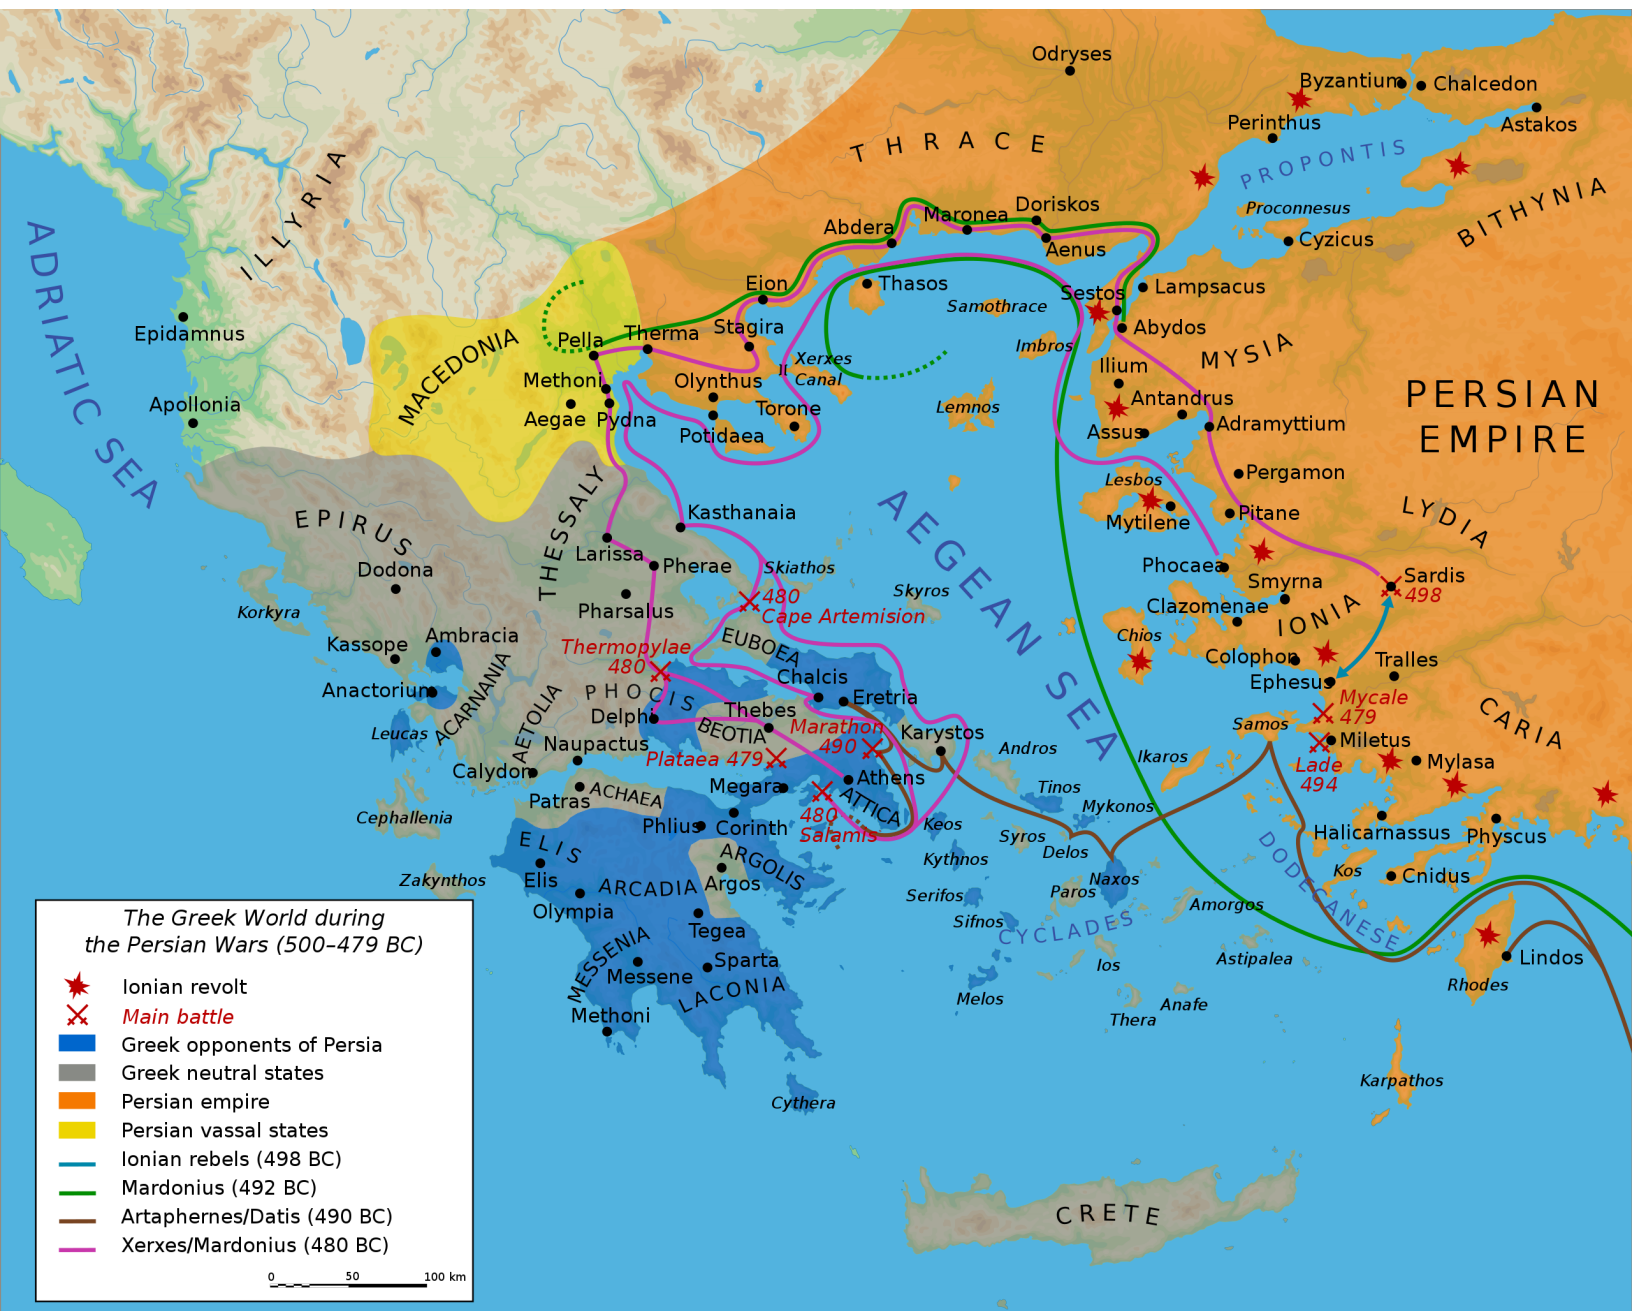 Odryses
Byzantium
Chalcedon
Perinthus
Astakos
THRACE
PROPONTIS
BITHYNIA
ILLYRIA
ADRIATIC SEA
Proconnesus
Cyzicus
Doriskos
Maronea
Abdera
Aenus
Eion
Thasos
Samothrace
Sestos
Lampsacus
Abydos
Epidamnus
MACEDONIA
Pella
Therma
Stagira
Xerxes
Canal
Imbros
MYSIA
Ilium
Methoni
Olynthus
Antandrus
PERSIAN
EMPIRE
Apollonia
Aegae
Pydna
Torone
Potidaea
Lemnos
Assus
Adramyttium
Pergamon
Lesbos
Mytilene
Pitane
LYDIA
EPIRUS
THESSALY
Kasthanaia
AEGEAN SEA
Larissa
Pherae
Skiathos
Dodona
Phocaea
Smyrna
Sardis
498
480
Cape Artemision
Skyros
Pharsalus
Korkyra
Clazomenae
IONIA
Chios
Kassope
Ambracia
Thermopylae
480
EUBOEA
Colophon
Tralles
Ephesus
Anactorium
ACARNANIA
AETOLIA
PHOCIS
Chalcis
Eretria
Mycale
479
CARIA
Leucas
Delphi
Thebes
BEOTIA
Marathon
490
Karystos
Samos
Miletus
Andros
Ikaros
Lade
494
Mylasa
Naupactus
Plataea 479
Calydon
Megara
Athens
ATTICA
Patras
ACHAEA
Tinos
Mykonos
Cephallenia
Phlius
Corinth
480
Salamis
Keos
Syros
Delos
Halicarnassus
Physcus
ELIS
ARGOLIS
Kythnos
DODECANESE
Zakynthos
Elis
ARCADIA
Argos
Naxos
Paros
Kos
Cnidus
Serifos
Amorgos
Olympia
Sifnos
CYCLADES
Tegea
MESSENIA
Messene
Sparta
Ios
Astipalea
Lindos
LACONIA
Melos
Rhodes
Methoni
Thera
Anafe
Karpathos
Cythera
CRETE
The Greek World during
the Persian Wars (500–479 BC)
Ionian revolt
Main battle
Greek opponents of Persia
Greek neutral states
Persian empire
Persian vassal states
Ionian rebels (498 BC)
Mardonius (492 BC)
Artaphernes/Datis (490 BC)
Xerxes/Mardonius (480 BC)
0 50 100 km